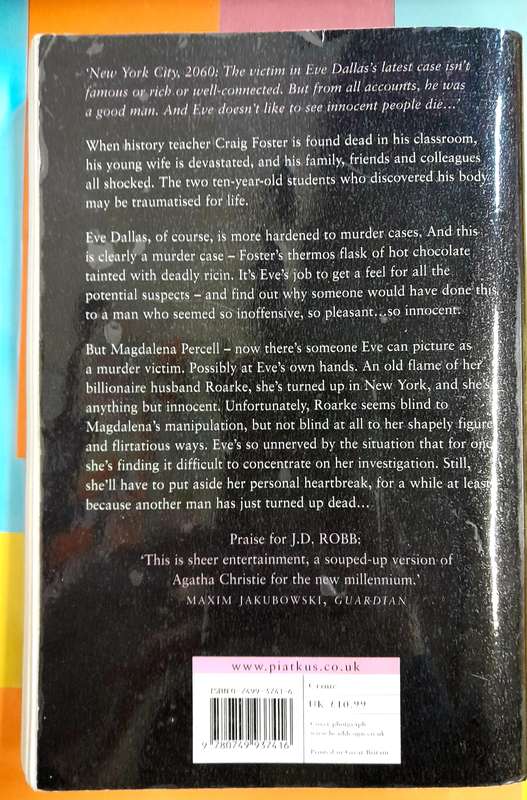 'New York City, 2060: The victim in Eve Dallas's latest case isn't
famous or rich or well-connected. But from all accounts, he was
a good man. And Eve doesn't like to see innocent people die...'
When history teacher Craig Foster is found dead in his classroom,
his young wife is devastated, and his family, friends and colleagues
all shocked. The two ten-year-old students who discovered his body
may be traumatised for life.
Eve Dallas, of course, is more hardened to murder cases. And this
is clearly a murder case – Foster's thermos flask of hot chocolate
tainted with deadly ricin. It's Eve's job to get a feel for all the
potential suspects – and find out why someone would have done this
to a man who seemed so inoffensive, so pleasant...so innocent.
But Magdalena Percell – now there's someone Eve can picture as
a murder victim. Possibly at Eve's own hands. An old flame of her
billionaire husband Roarke, she's turned up in New York, and she's
anything but innocent. Unfortunately, Roarke seems blind to
Magdalena's manipulation, but not blind at all to her shapely figure
and flirtatious ways. Eve's so unnerved by the situation that for once
she's finding it difficult to concentrate on her investigation. Still,
she'll have to put aside her personal heartbreak, for a while at least,
because another man has just turned up dead...
Praise for J.D. ROBB:
'This is sheer entertainment, a souped-up version of
Agatha Christie for the new millennium.'
MAXIM JAKUBOWSKI, GUARDIAN
www.piatkus.co.uk
ISBN 0-7499-3741-6
9 780749 937416
Crime
UK £10.99
Cover photograph
Printed in Great Britain